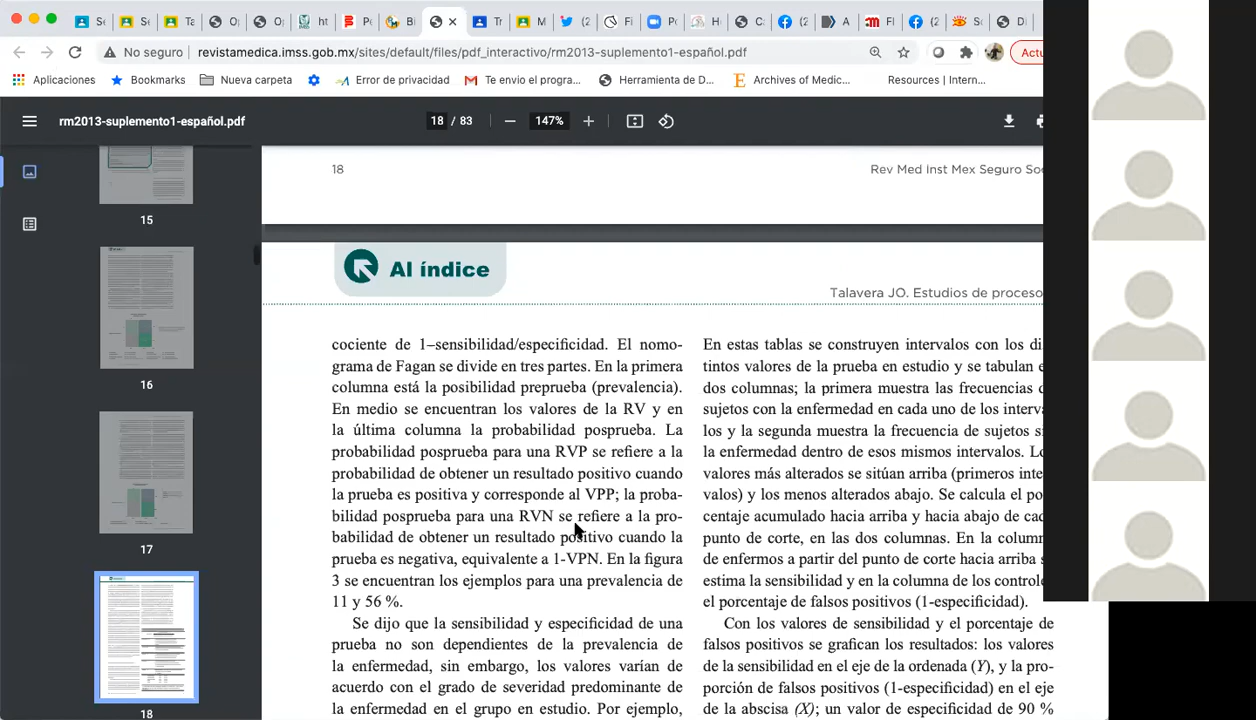 No seguro
revistamedica.imss.gob.mx/sites/default/files/pdf_interactivo/rm2013-suplemento1-español.pdf
Actu
Aplicaciones
Bookmarks
Nueva carpeta
Error de privacidad
Te envio el progra...
Herramienta de D...
Archives of Medic...
Resources | Intern...
rm2013-suplemento1-español.pdf
18 / 83
147%
15
16
17
18
18
Rev Med Inst Mex Seguro Soc
Al índice
Talavera JO. Estudios de proceso
cociente de 1–sensibilidad/especificidad. El nomo-
grama de Fagan se divide en tres partes. En la primera
columna está la posibilidad preprueba (prevalencia).
En medio se encuentran los valores de la RV y en
la última columna la probabilidad posprueba. La
probabilidad posprueba para una RVP se refiere a la
probabilidad de obtener un resultado positivo cuando
la prueba es positiva y corresponde al VPP; la proba-
bilidad posprueba para una RVN se refiere a la pro-
babilidad de obtener un resultado positivo cuando la
prueba es negativa, equivalente a 1-VPN. En la figura
3 se encuentran los ejemplos para una prevalencia de
11 y 56 %.
Se dijo que la sensibilidad y especificidad de una
prueba no son dependientes de la prevalencia de
la enfermedad, sin embargo, los valores varían de
acuerdo con el grado de severidad predominante de
la enfermedad en el grupo en estudio. Por ejemplo,
En estas tablas se construyen intervalos con los di
tintos valores de la prueba en estudio y se tabulan e
dos columnas; la primera muestra las frecuencias d
sujetos con la enfermedad en cada uno de los interva
los y la segunda muestra la frecuencia de sujetos si
la enfermedad dentro de esos mismos intervalos. Lo
valores más alterados se sitúan arriba (primeros inte
valos) y los menos alterados abajo. Se calcula el po
centaje acumulado hacia arriba y hacia abajo de cad
punto de corte, en las dos columnas. En la column
de enfermos a partir del punto de corte hacia arriba s
estima la sensibilidad y en la columna de los controle
el porcentaje de falsos positivos (1-especificidad).
Con los valores de sensibilidad y el porcentaje de
falsos positivos se grafican los resultados: los valores
de la sensibilidad en el eje de la ordenada (Y), y la pro-
porción de falsos positivos (1-especificidad) en el eje
de la abscisa (X); un valor de especificidad de 90 %